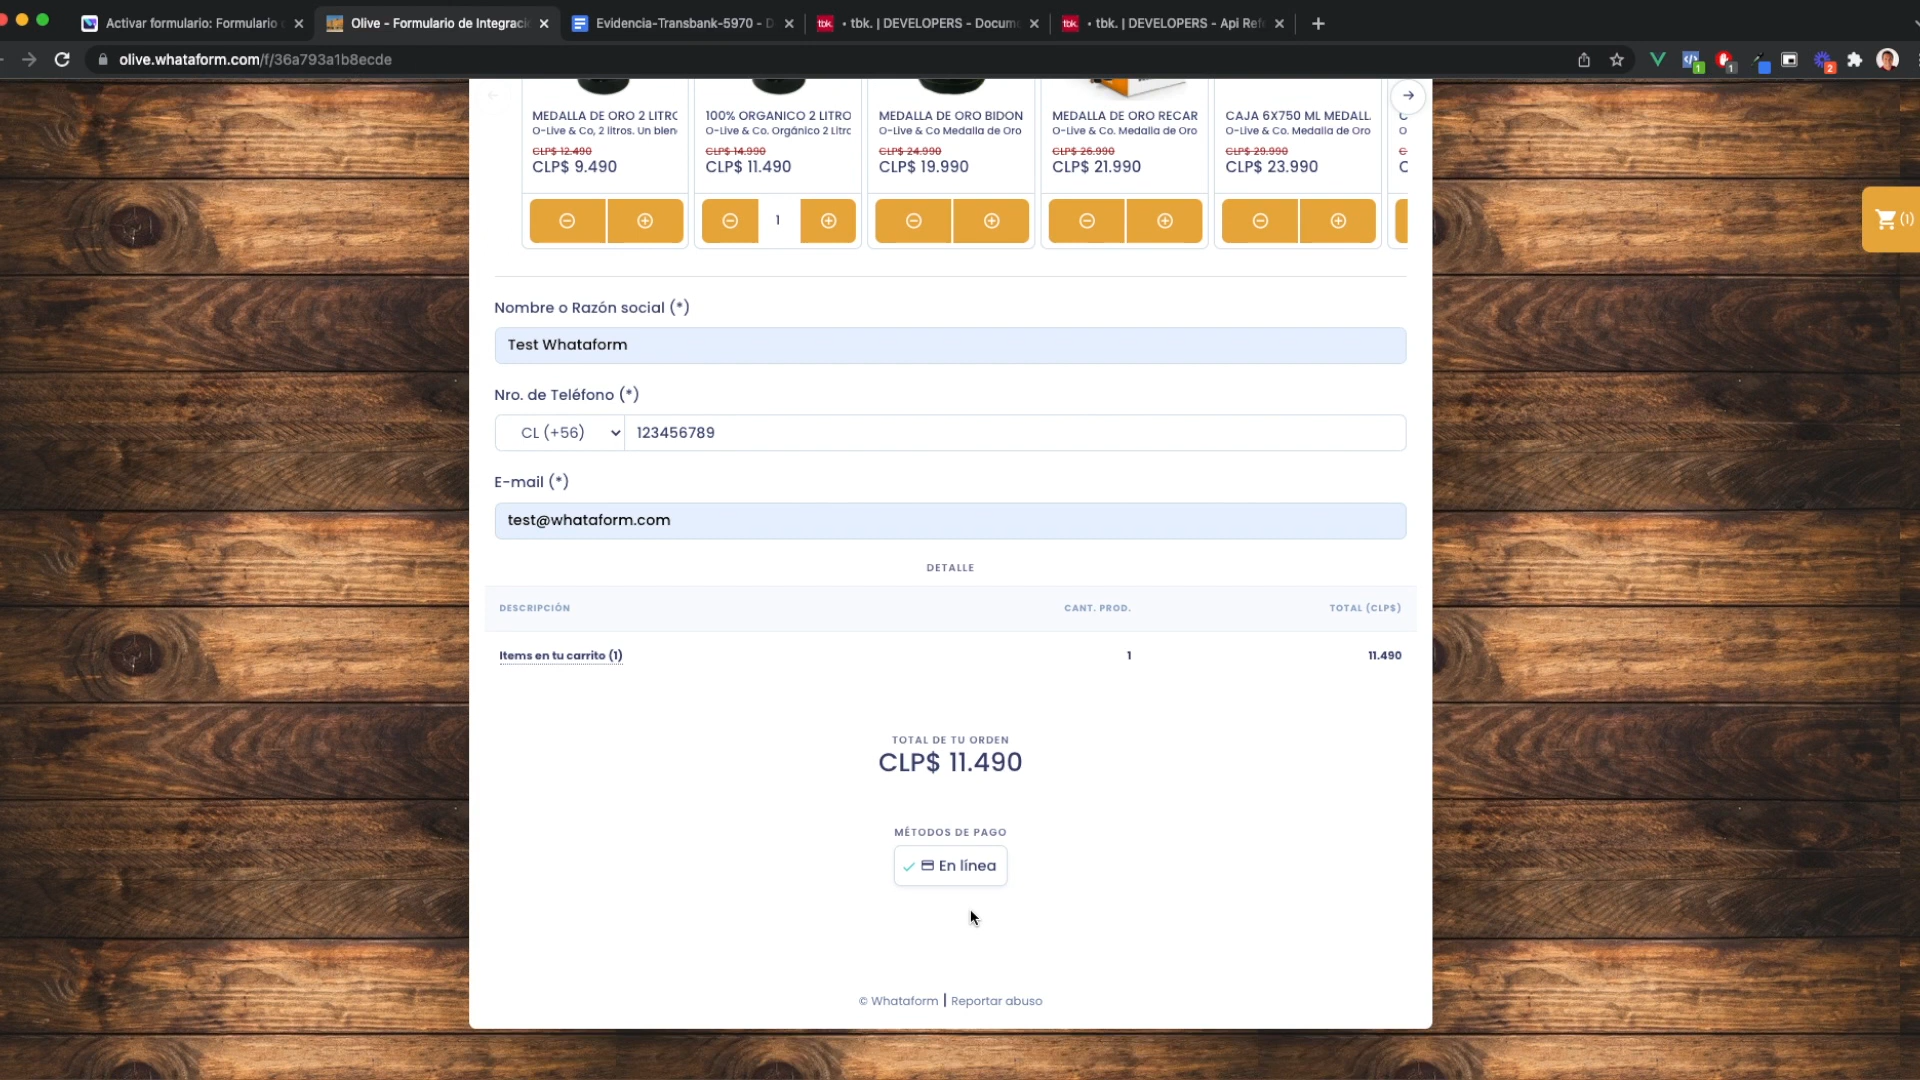 Activar formulario: Formulario
Olive - Formulario de Integraci
Evidencia-Transbank-5970 - D
tbk. • tbk. | DEVELOPERS - Docum
tbk. • tbk. | DEVELOPERS - Api Ref
olive.whataform.com/f/36a793a1b8ecde
1
1
2
MEDALLA DE ORO 2 LITRO
O-Live & Co, 2 litros. Un blen
CLP$ 12.490
CLP$ 9.490
100% ORGANICO 2 LITRO
O-Live & Co. Orgánico 2 Litro
CLP$ 14.990
CLP$ 11.490
1
MEDALLA DE ORO BIDON
O-Live & Co Medalla de Oro
CLP$ 24.990
CLP$ 19.990
MEDALLA DE ORO RECAR
O-Live & Co. Medalla de Oro
CLP$ 26.990
CLP$ 21.990
CAJA 6X750 ML MEDALL
O-Live & Co. Medalla de Oro
CLP$ 29.990
CLP$ 23.990
(1)
Nombre o Razón social (*)
Test Whataform
Nro. de Teléfono (*)
CL (+56) 123456789
E-mail (*)
test@whataform.com
DETALLE
DESCRIPCIÓN CANT. PROD. TOTAL (CLP$)
Items en tu carrito (1) 1 11.490
TOTAL DE TU ORDEN
CLP$ 11.490
MÉTODOS DE PAGO
En línea
© Whataform | Reportar abuso